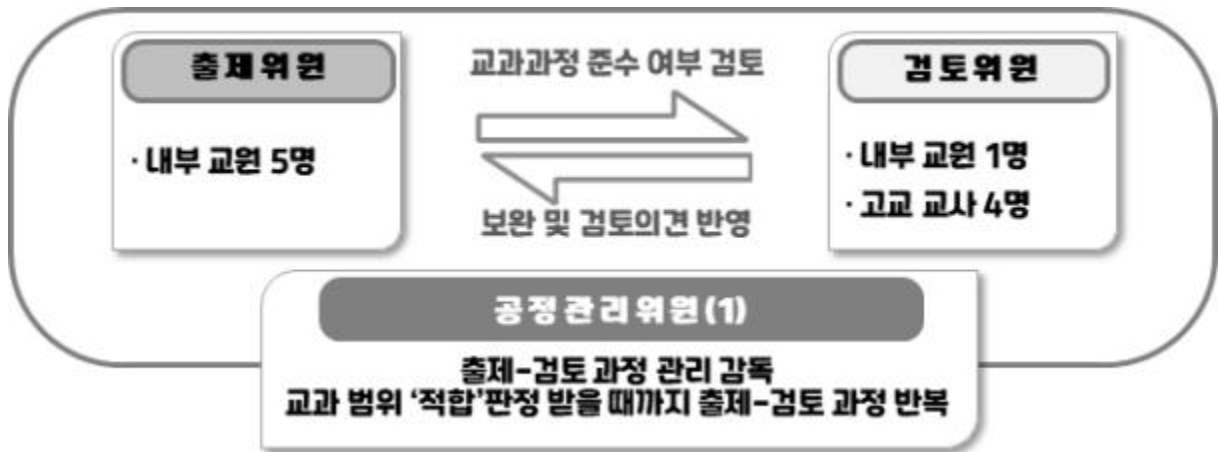 출제위원
· 내부 교원 5명
교과과정 준수 여부 검토
보완 및 검토의견 반영
검토위원
· 내부 교원 1명
· 고교 교사 4명
공정관리위원(1)
출제-검토 과정 관리 감독
교과 범위 ‘적합’판정 받을 때까지 출제-검토 과정 반복